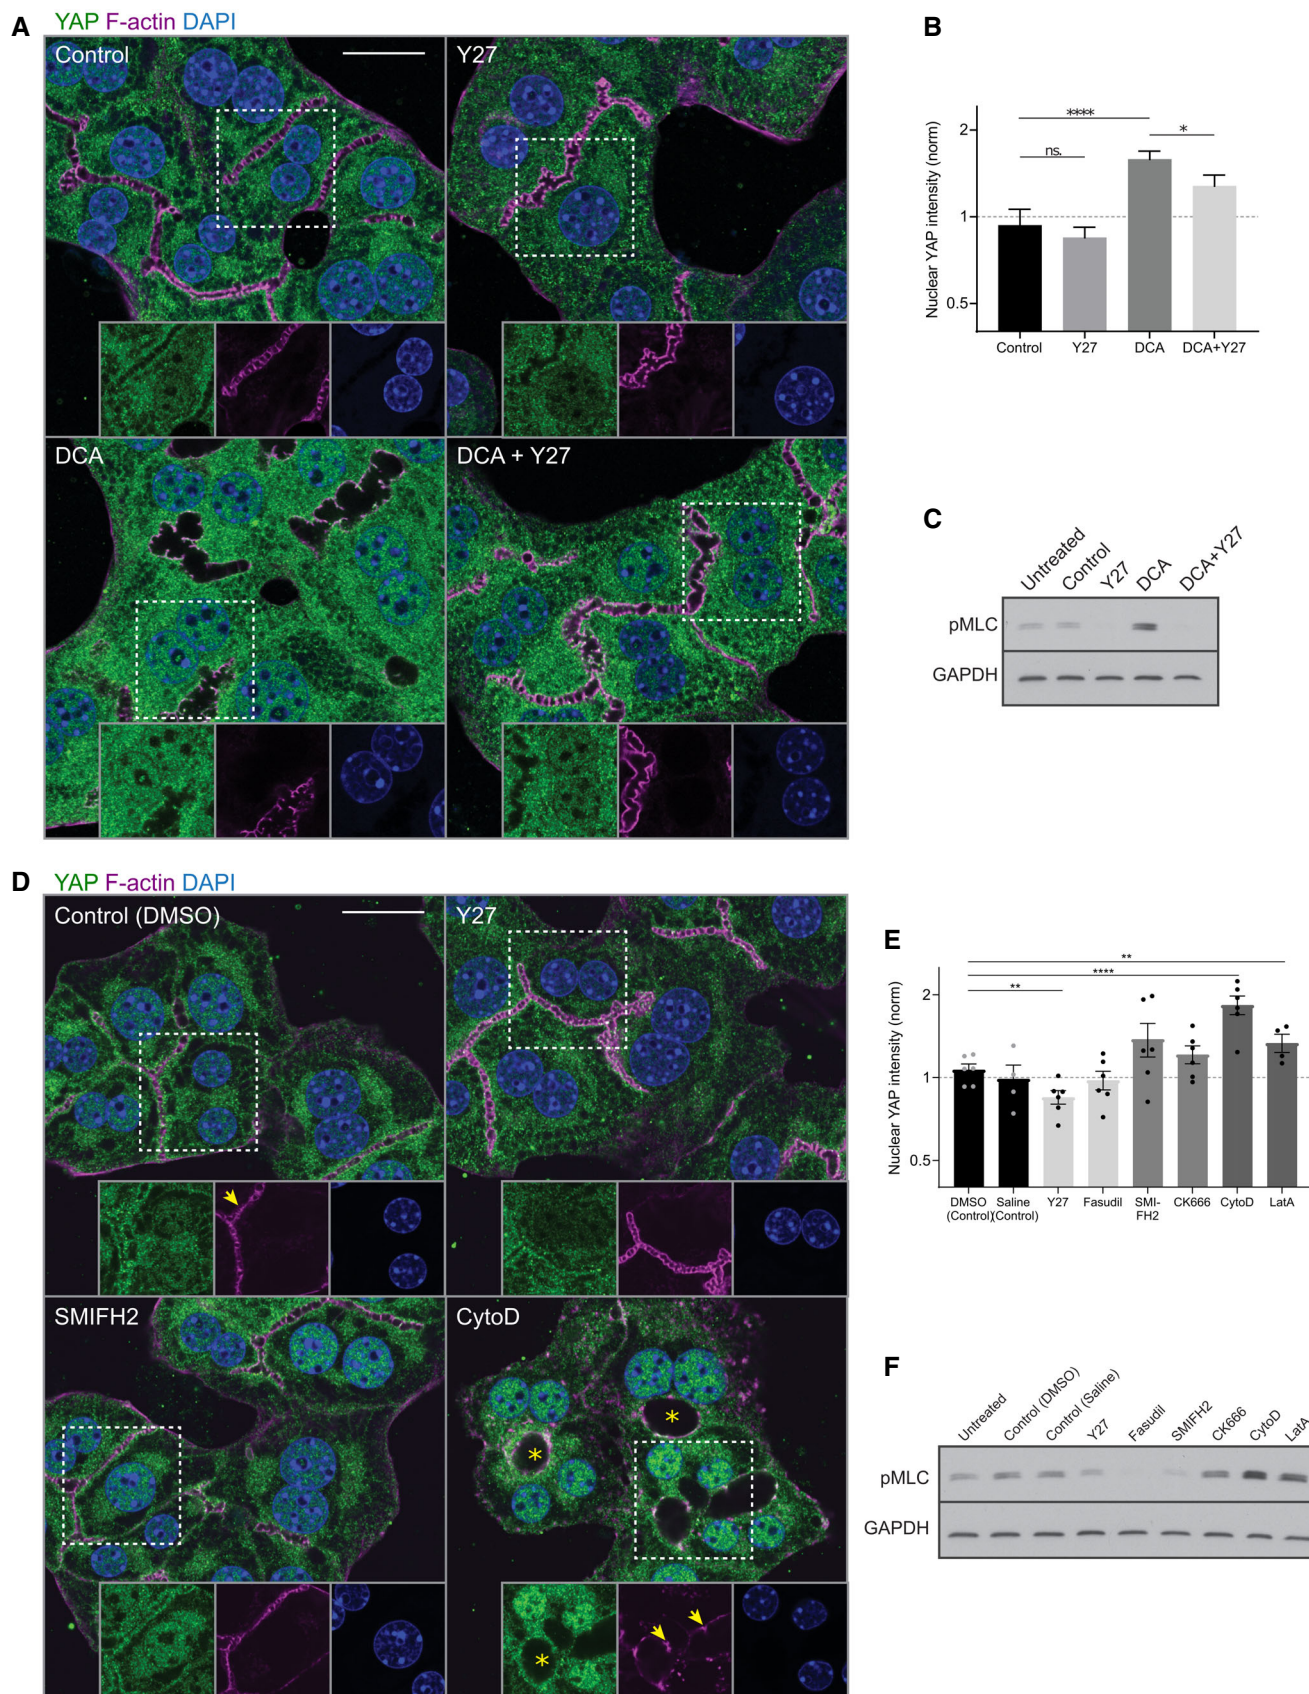 A
YAP F-actin DAPI
Control
Y27
DCA
DCA + Y27
B
****
*
ns.
2
1
0.5
Nuclear YAP intensity (norm)
Control Y27 DCA DCA+Y27
C
Untreated Control Y27 DCA DCA+Y27
pMLC
GAPDH
D
YAP F-actin DAPI
Control (DMSO)
Y27
SMIFH2
CytoD
*
*
*
E
**
****
**
2
1
0.5
Nuclear YAP intensity (norm)
DMSO Saline Y27 Fasudil SMI- CK666 CytoD LatA
(Control) (Control) FH2
F
Untreated Control (DMSO) Control (Saline) Y27 Fasudil SMIFH2 CK666 CytoD LatA
pMLC
GAPDH